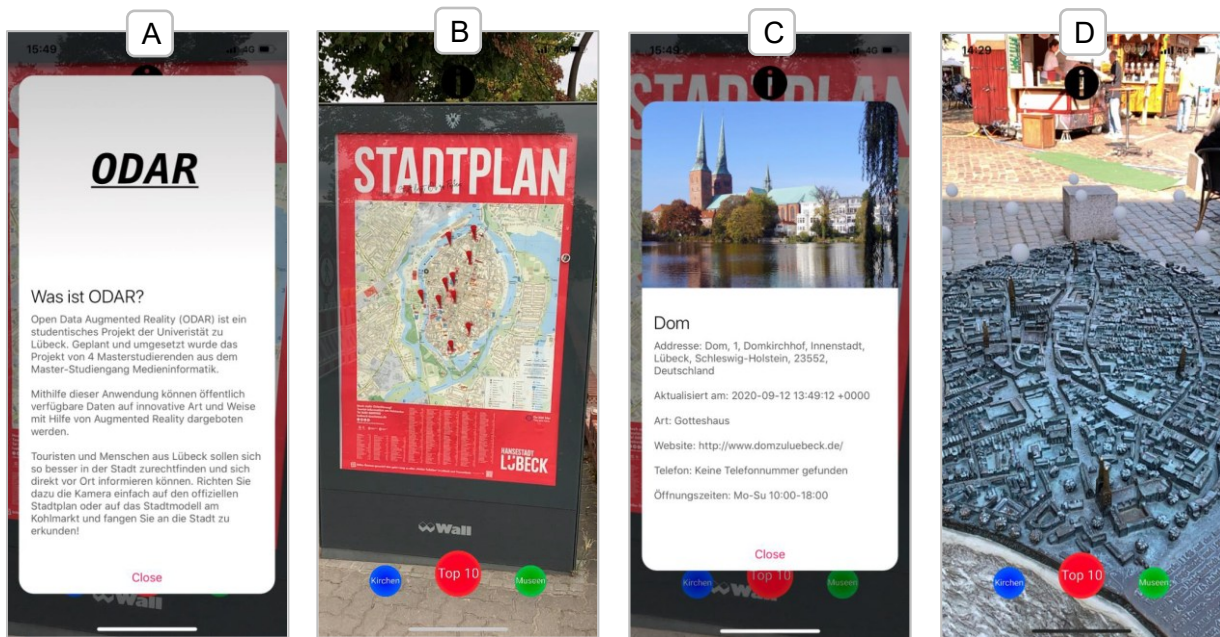 A
15:49
4G
ODAR
Was ist ODAR?
Open Data Augmented Reality (ODAR) ist ein
studentisches Projekt der Univeristät zu
Lübeck. Geplant und umgesetzt wurde das
Projekt von 4 Masterstudierenden aus dem
Master-Studiengang Medieninformatik.
Mithilfe dieser Anwendung können öffentlich
verfügbare Daten auf innovative Art und Weise
mit Hilfe von Augmented Reality dargeboten
werden.
Touristen und Menschen aus Lübeck sollen sich
so besser in der Stadt zurechtfinden und sich
direkt vor Ort informieren können. Richten Sie
dazu die Kamera einfach auf den offiziellen
Stadtplan oder auf das Stadtmodell am
Kohlmarkt und fangen Sie an die Stadt zu
erkunden!
Close
Wall
B
4G
i
STADTPLAN
HANSESTADT
LÜBECK
Wall
Kirchen
Top 10
Museen
C
15:49
4G
i
STADTPLAN
Dom
Addresse: Dom, 1, Domkirchhof, Innenstadt,
Lübeck, Schleswig-Holstein, 23552,
Deutschland
Aktualisiert am: 2020-09-12 13:49:12 +0000
Art: Gotteshaus
Website: http://www.domzuluebeck.de/
Telefon: Keine Telefonnummer gefunden
Öffnungszeiten: Mo-Su 10:00-18:00
Close
Kirchen
Top 10
Museen
Wall
D
14:29
4G
i
Kirchen
Top 10
Museen